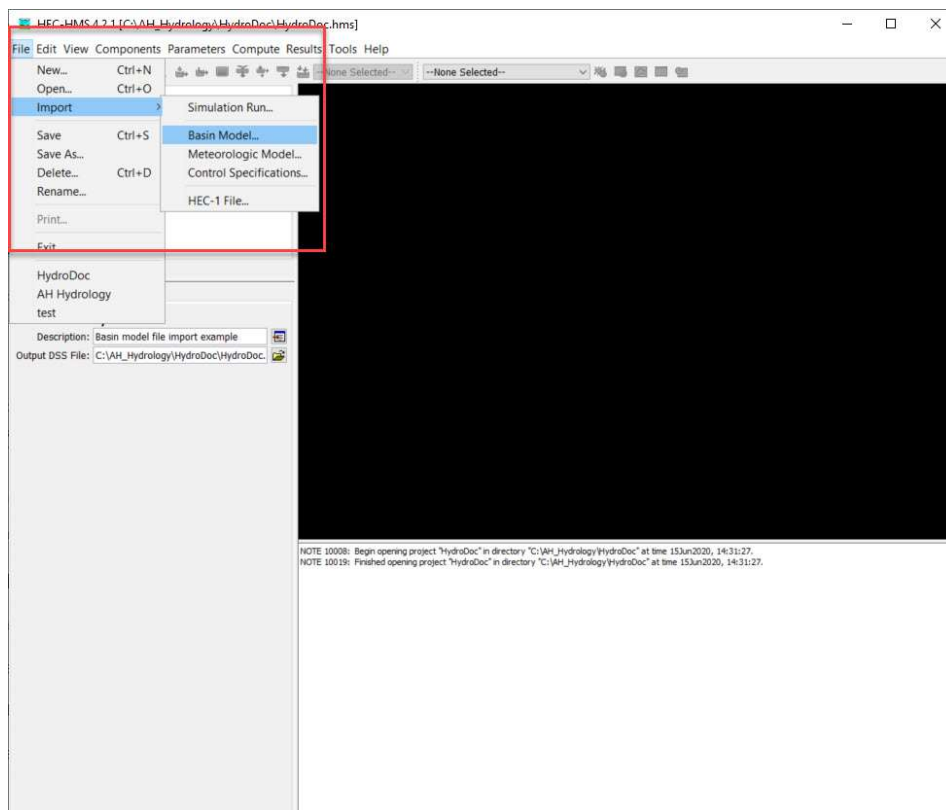 HEC-HMS 4.2.1 [C:\AH_Hydrology\HydroDoc\HydroDoc.hms]
File Edit View Components Parameters Compute Results Tools Help
--None Selected-- --None Selected--
New... Ctrl+N
Open... Ctrl+O
Import
Save Ctrl+S
Save As...
Delete... Ctrl+D
Rename...
Print...
Exit
HydroDoc
AH Hydrology
test
Simulation Run...
Basin Model...
Meteorologic Model...
Control Specifications...
HEC-1 File...
Description: Basin model file import example
Output DSS File: C:\AH_Hydrology\HydroDoc\HydroDoc.
NOTE 10008: Begin opening project "HydroDoc" in directory "C:\AH_Hydrology\HydroDoc" at time 15Jun2020, 14:31:27.
NOTE 10019: Finished opening project "HydroDoc" in directory "C:\AH_Hydrology\HydroDoc" at time 15Jun2020, 14:31:27.